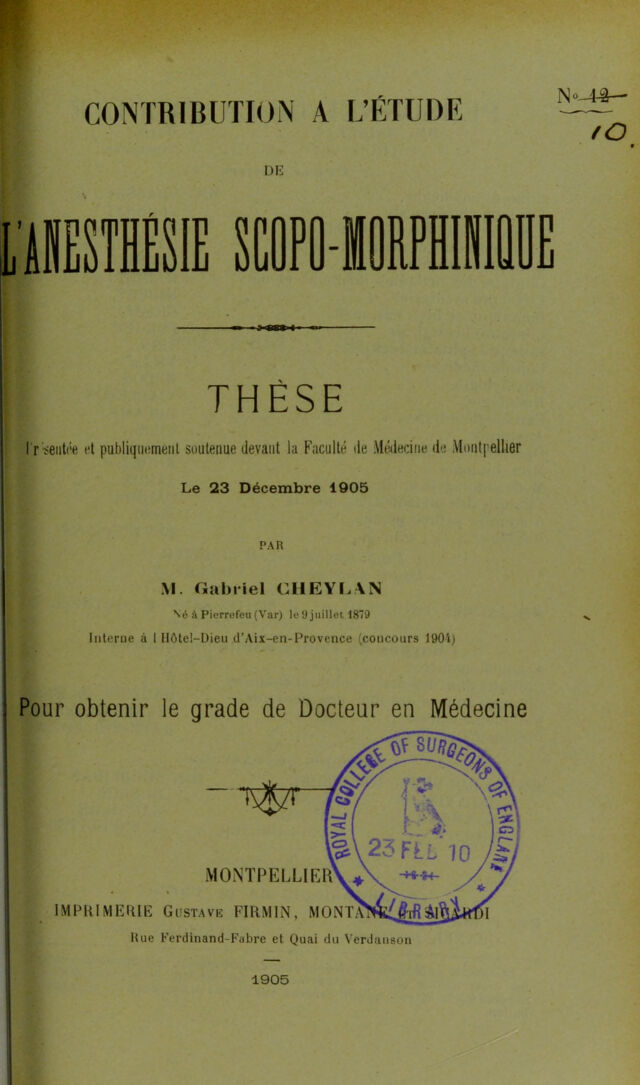 CONTRIBUTION A L'ÉTUDE
N° 12
10.
DE
L'ANESTHÉSIE SCOPO-MORPHINIQUE
THÈSE
Présentée et publiquement soutenue devant la Faculté de Médecine de Montpellier
Le 23 Décembre 1905
PAR
M. Gabriel CHEYLAN
Né à Pierrefeu (Var) le 9 juillet 1879
Interne à l Hôtel-Dieu d'Aix-en-Provence (concours 1904)
Pour obtenir le grade de Docteur en Médecine
ROYAL COLLEGE OF SURGEONS OF ENGLAND
23 FEB 10
LIBRARY
MONTPELLIER
IMPRIMERIE Gustave FIRMIN, MONTANE et SICARDI
Rue Ferdinand-Fabre et Quai du Verdanson
1905